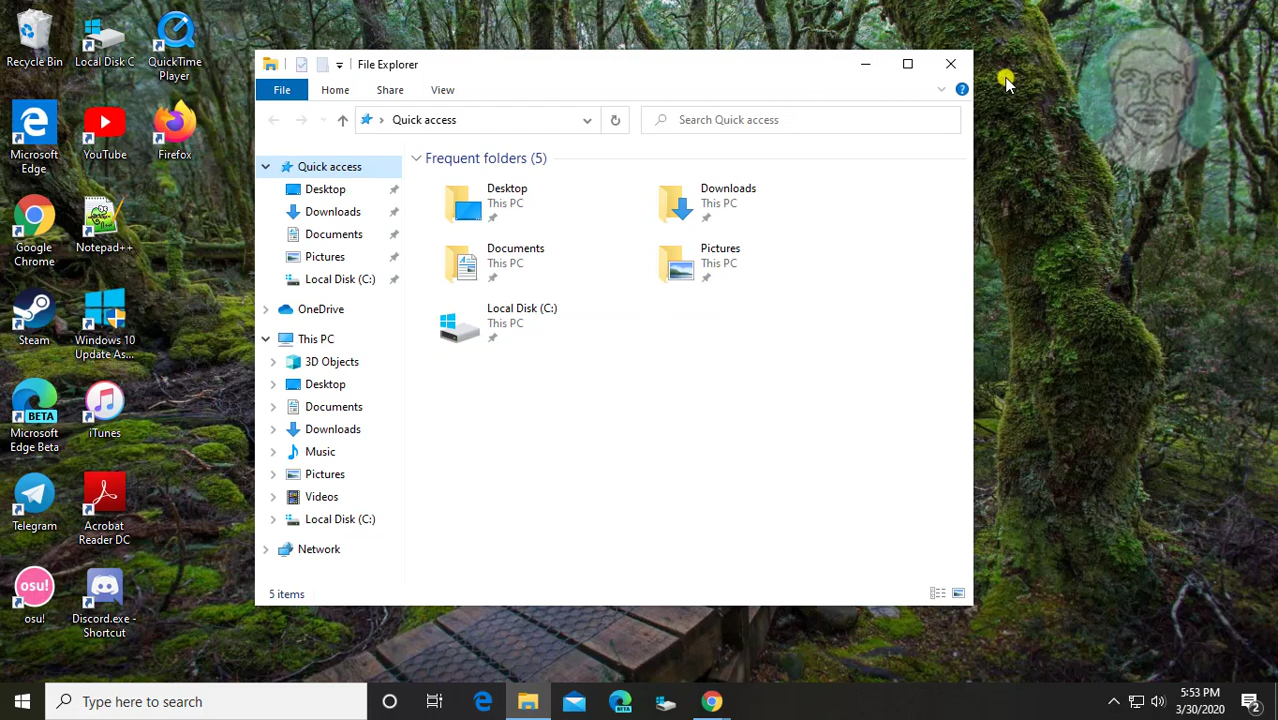 Recycle Bin
Local Disk C
QuickTime
Player
Microsoft
Edge
YouTube
Firefox
Google
Chrome
Notepad++
Steam
Windows 10
Update As...
BETA
Microsoft
Edge Beta
iTunes
Telegram
Acrobat
Reader DC
osu!
osu!
Discord.exe -
Shortcut
File Explorer
File
Home
Share
View
?
Quick access
Search Quick access
Quick access
Desktop
Downloads
Documents
Pictures
Local Disk (C:)
OneDrive
This PC
3D Objects
Desktop
Documents
Downloads
Music
Pictures
Videos
Local Disk (C:)
Network
Frequent folders (5)
Desktop
This PC
Downloads
This PC
Documents
This PC
Pictures
This PC
Local Disk (C:)
This PC
5 items
Type here to search
5:53 PM
3/30/2020
2